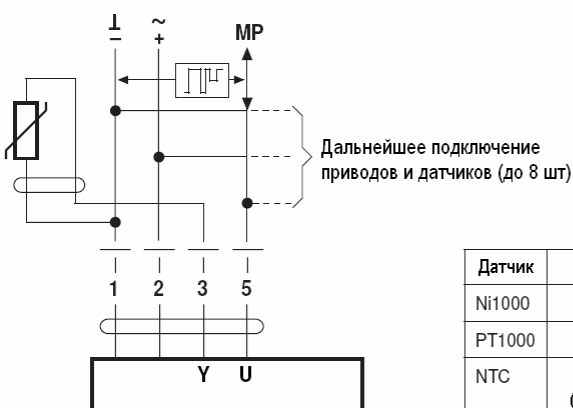 ⊥ ~ MP
– +
Дальнейшее подключение
приводов и датчиков (до 8 шт)
1 2 3 5
Y U
Датчик
Ni1000
PT1000
NTC